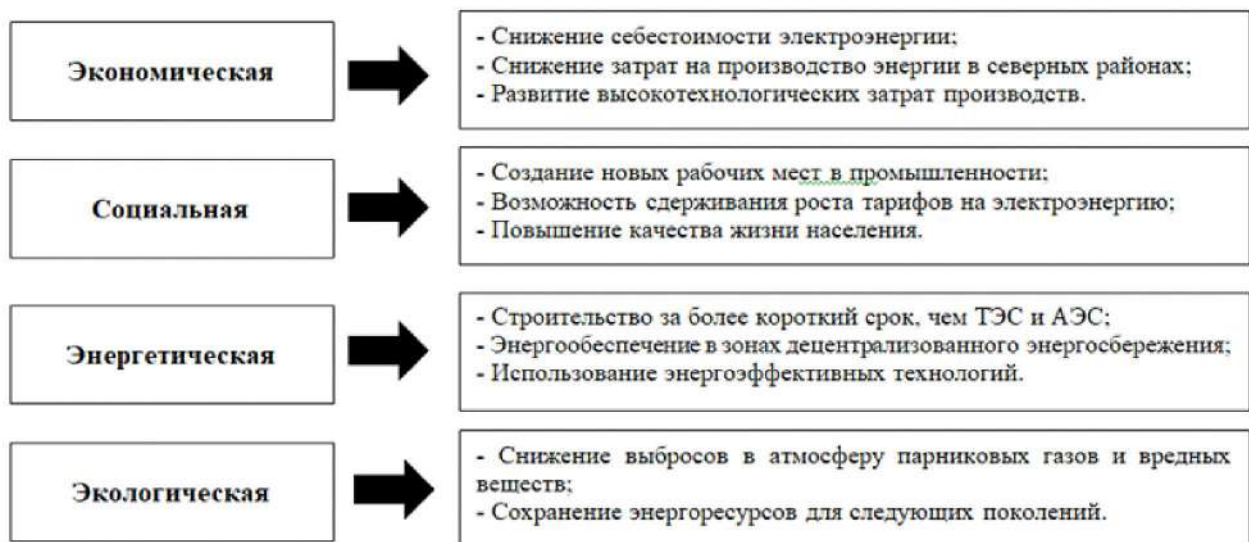 Экономическая
- Снижение себестоимости электроэнергии;
- Снижение затрат на производство энергии в северных районах;
- Развитие высокотехнологических затрат производств.
Социальная
- Создание новых рабочих мест в промышленности;
- Возможность сдерживания роста тарифов на электроэнергию;
- Повышение качества жизни населения.
Энергетическая
- Строительство за более короткий срок, чем ТЭС и АЭС;
- Энергообеспечение в зонах децентрализованного энергосбережения;
- Использование энергоэффективных технологий.
Экологическая
- Снижение выбросов в атмосферу парниковых газов и вредных
веществ;
- Сохранение энергоресурсов для следующих поколений.